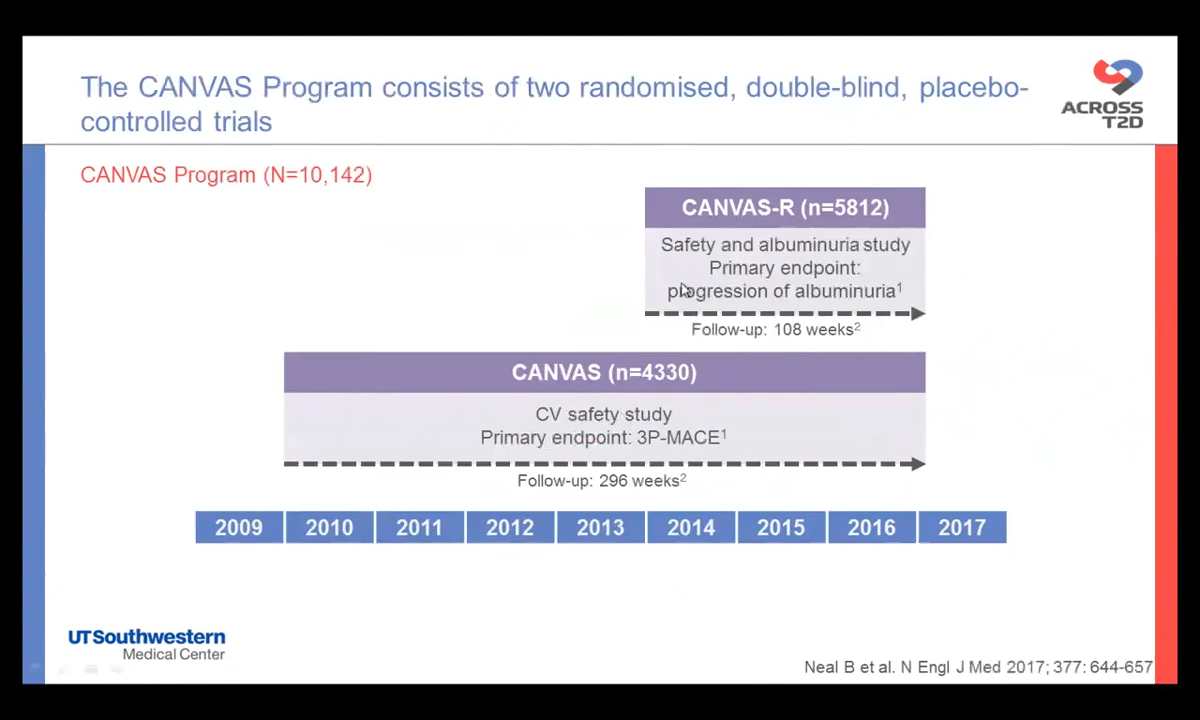 The CANVAS Program consists of two randomised, double-blind, placebo-
controlled trials
ACROSS
T2D
CANVAS Program (N=10,142)
CANVAS-R (n=5812)
Safety and albuminuria study
Primary endpoint:
progression of albuminuria¹
Follow-up: 108 weeks²
CANVAS (n=4330)
CV safety study
Primary endpoint: 3P-MACE¹
Follow-up: 296 weeks²
2009 2010 2011 2012 2013 2014 2015 2016 2017
UTSouthwestern
Medical Center
Neal B et al. N Engl J Med 2017; 377: 644-657